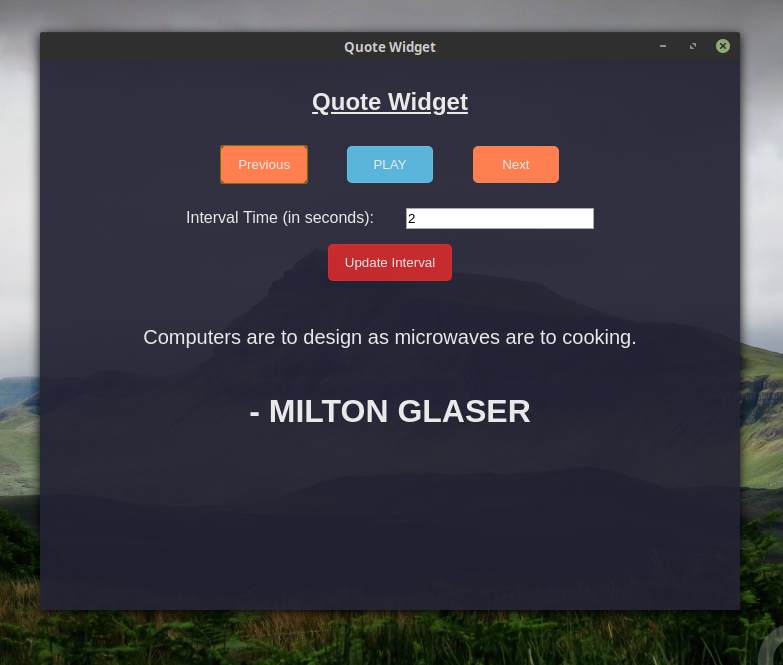 Quote Widget
Quote Widget
Previous PLAY Next
Interval Time (in seconds): 2
Update Interval
Computers are to design as microwaves are to cooking.
- MILTON GLASER